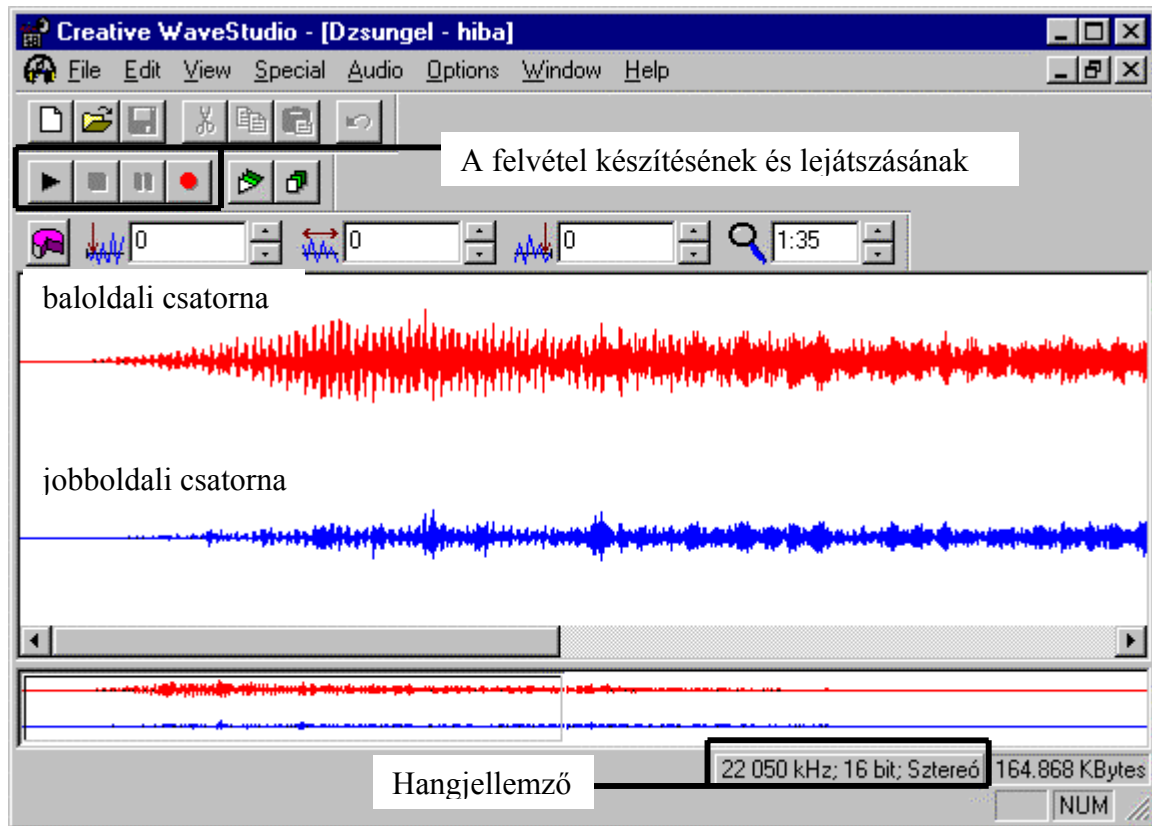 Creative WaveStudio - [Dzsungel - hiba]
File Edit View Special Audio Options Window Help
A felvétel készítésének és lejátszásának
0 0 0 1:35
baloldali csatorna
jobboldali csatorna
22 050 kHz; 16 bit; Sztereó 164.868 KBytes
Hangjellemző
NUM